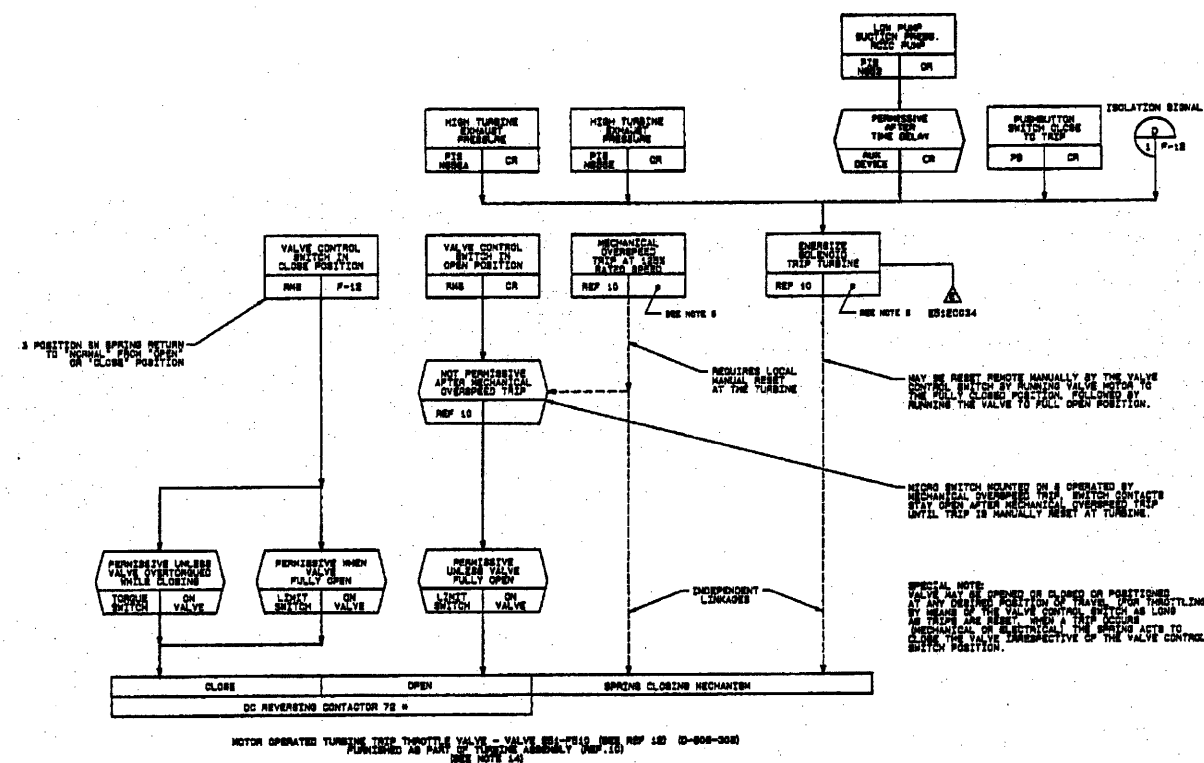 LOW PUMP
SUCTION PRESS.
RCIC PUMP
PIS
CR
HIGH TURBINE
EXHAUST
PRESSURE
PIS
CR
HIGH TURBINE
EXHAUST
PRESSURE
PIS
CR
PERMISSIVE
AFTER
TIME DELAY
AUX
DEVICE
CR
PUSHBUTTON
SWITCH CLOSE
TO TRIP
PB
CR
ISOLATION SIGNAL
D
1
F-12
VALVE CONTROL
SWITCH IN
CLOSE POSITION
RMS
F-12
VALVE CONTROL
SWITCH IN
OPEN POSITION
RMS
CR
MECHANICAL
OVERSPEED
TRIP AT 125%
RATED SPEED
REF 10
SEE NOTE
ENERGIZE
SOLENOID
TRIP TURBINE
REF 10
SEE NOTE
3 POSITION SW SPRING RETURN
TO "NORMAL" FROM "OPEN"
OR "CLOSE" POSITION
REQUIRES LOCAL
MANUAL RESET
AT THE TURBINE
NOT PERMISSIVE
AFTER MECHANICAL
OVERSPEED TRIP
REF 10
MAY BE RESET REMOTE MANUALLY BY THE VALVE
CONTROL SWITCH BY RUNNING VALVE MOTOR TO
THE FULLY CLOSED POSITION, FOLLOWED BY
RUNNING THE VALVE TO FULL OPEN POSITION.
MICRO SWITCH MOUNTED ON & OPERATED BY
MECHANICAL OVERSPEED TRIP. SWITCH CONTACTS
STAY OPEN AFTER MECHANICAL OVERSPEED TRIP
UNTIL TRIP IS MANUALLY RESET AT TURBINE.
PERMISSIVE UNLESS
VALVE OVERTORQUED
WHILE CLOSING
TORQUE
SWITCH
ON
VALVE
PERMISSIVE WHEN
VALVE
FULLY OPEN
LIMIT
SWITCH
ON
VALVE
PERMISSIVE
UNLESS VALVE
FULLY OPEN
LIMIT
SWITCH
ON
VALVE
INDEPENDENT
LINKAGES
SPECIAL NOTE:
VALVE MAY BE OPENED OR CLOSED OR POSITIONED
AT ANY DESIRED POSITION OF TRAVEL (FOR THROTTLING)
BY MEANS OF THE VALVE CONTROL SWITCH AS LONG
AS TRIPS ARE RESET. WHEN A TRIP OCCURS
(MECHANICAL OR ELECTRICAL) THE SPRING ACTS TO
CLOSE THE VALVE IRRESPECTIVE OF THE VALVE CONTROL
SWITCH POSITION.
CLOSE
OPEN
SPRING CLOSING MECHANISM
DC REVERSING CONTACTOR 72 *
MOTOR OPERATED TURBINE TRIP THROTTLE VALVE - VALVE (SEE REF 12)
FURNISHED AS PART OF TURBINE ASSEMBLY (REF.10)
(SEE NOTE 14)